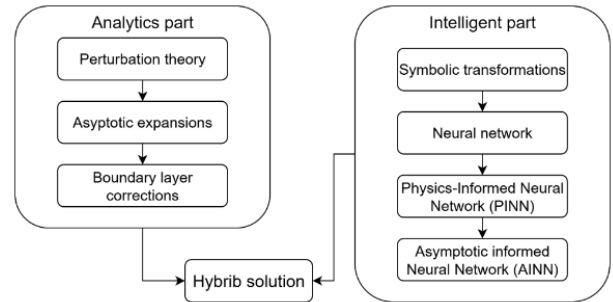 Analytics part
Perturbation theory
Asyptotic expansions
Boundary layer
corrections
Intelligent part
Symbolic transformations
Neural network
Physics-Informed Neural
Network (PINN)
Asymptotic informed
Neural Network (AINN)
Hybrib solution